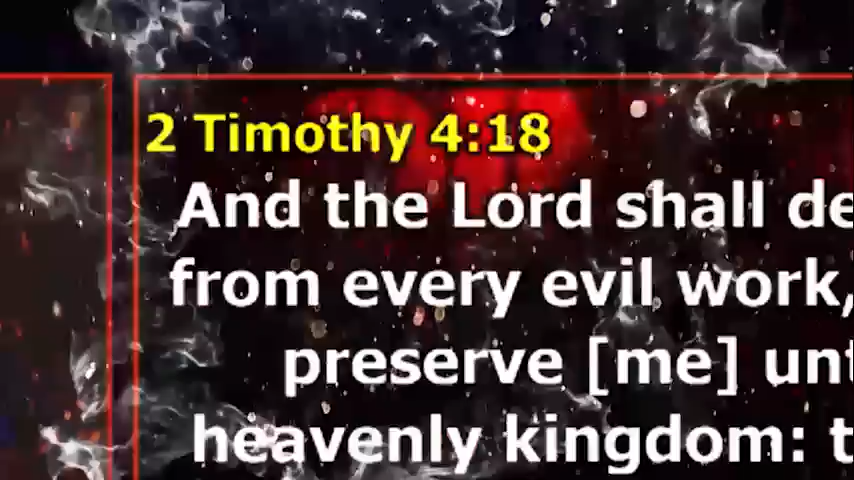 2 Timothy 4:18
And the Lord shall de
from every evil work,
preserve [me] unt
heavenly kingdom: t